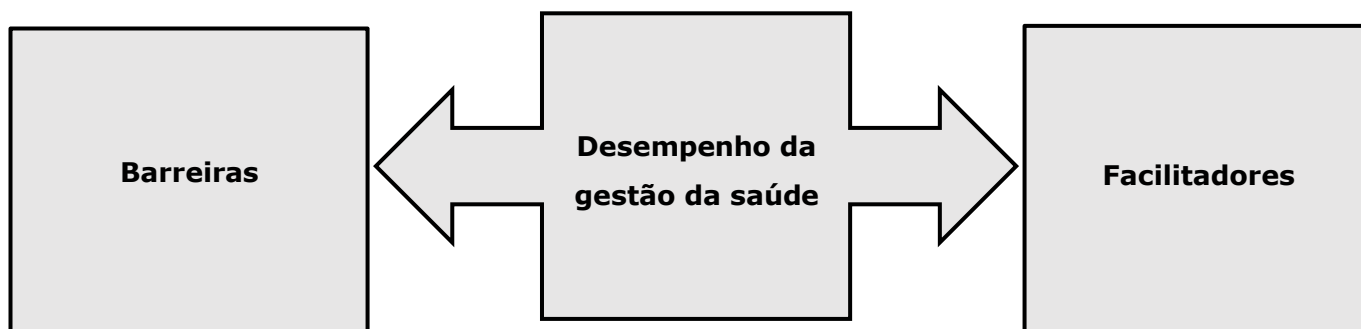 Barreiras
Desempenho da
gestão da saúde
Facilitadores